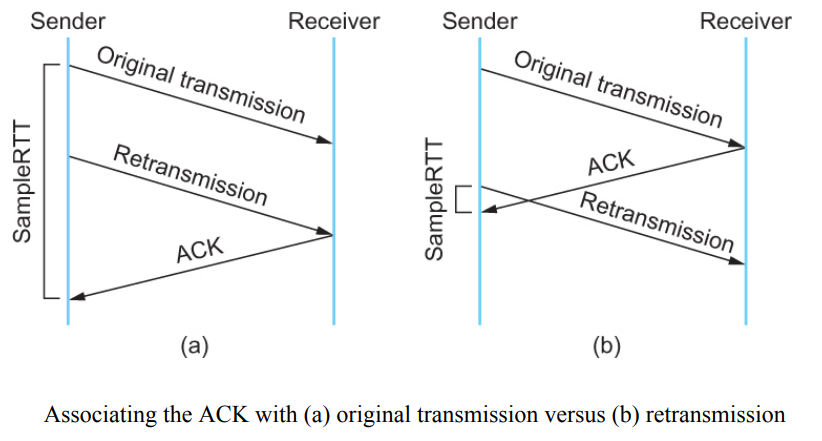 Sender
Receiver
Original transmission
Retransmission
ACK
SampleRTT
(a)
Sender
Receiver
Original transmission
ACK
Retransmission
SampleRTT
(b)
Associating the ACK with (a) original transmission versus (b) retransmission